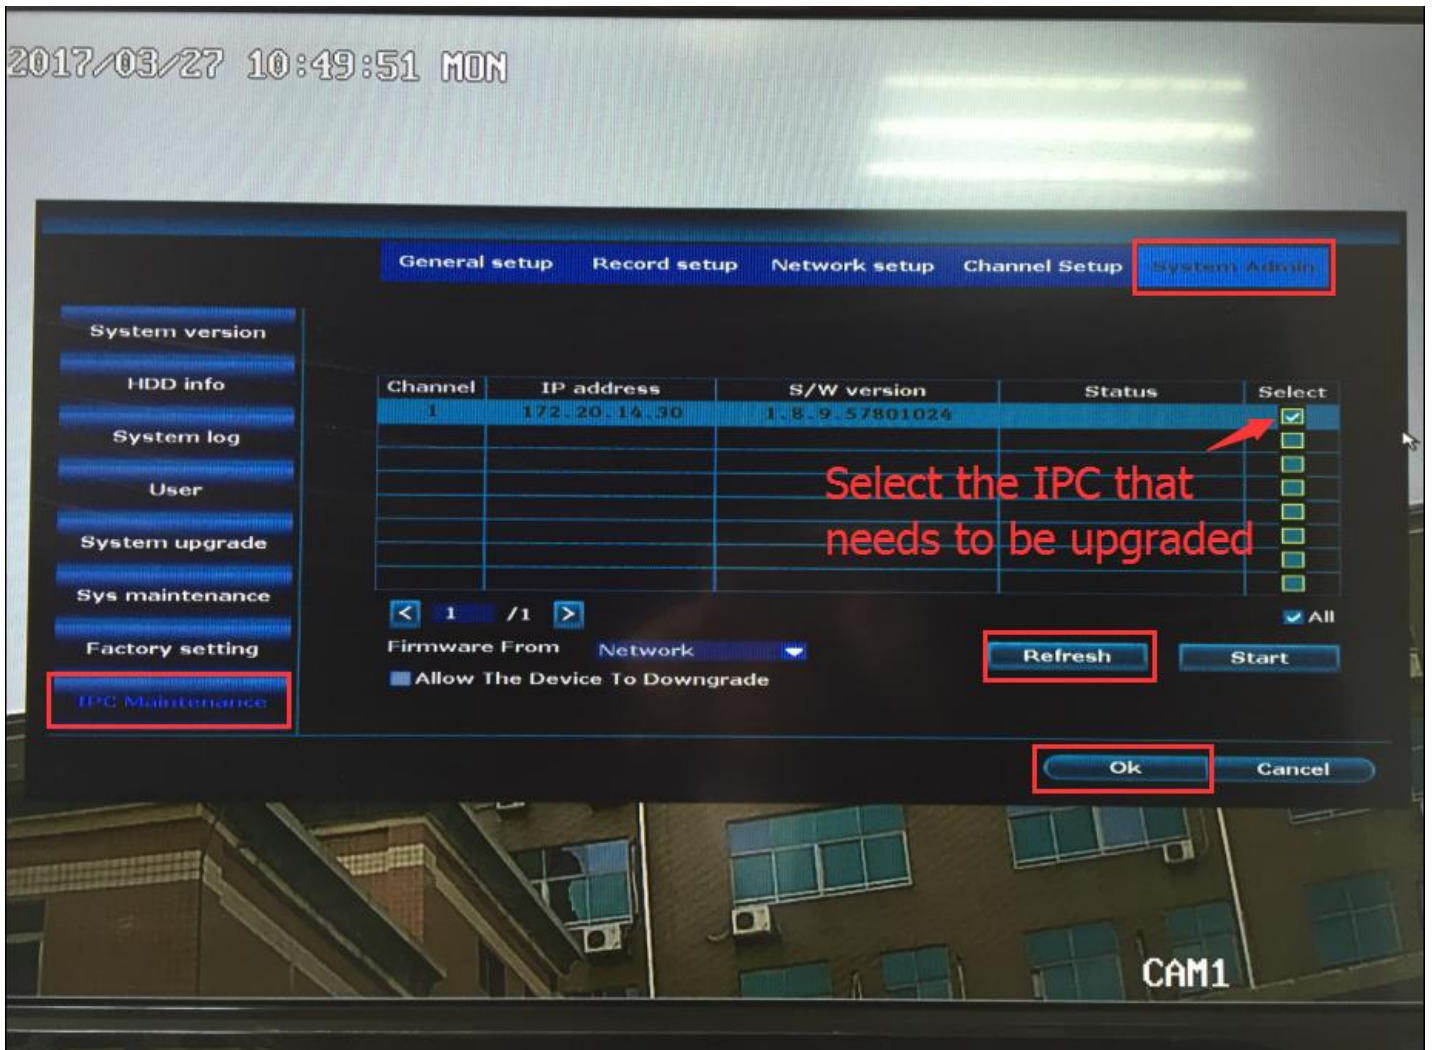 2017/03/27 10:49:51 MON
General setup Record setup Network setup Channel Setup System Admin
System version
HDD info
System log
User
System upgrade
Sys maintenance
Factory setting
IPC Maintenance
Channel IP address S/W version Status Select
1 172.20.14.30 1.8.9.57801024
Select the IPC that
needs to be upgraded
< 1 /1 >
All
Firmware From Network
Refresh Start
Allow The Device To Downgrade
Ok Cancel
CAM1